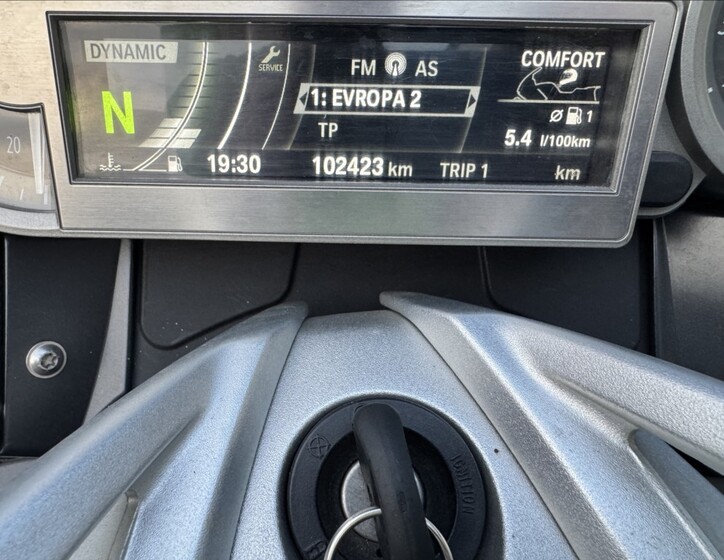 DYNAMIC
SERVICE
FM AS
COMFORT
N
1: EVROPA 2
Ø 1
TP
5.4 l/100km
20
19:30 102423 km TRIP 1 km
IGNITION